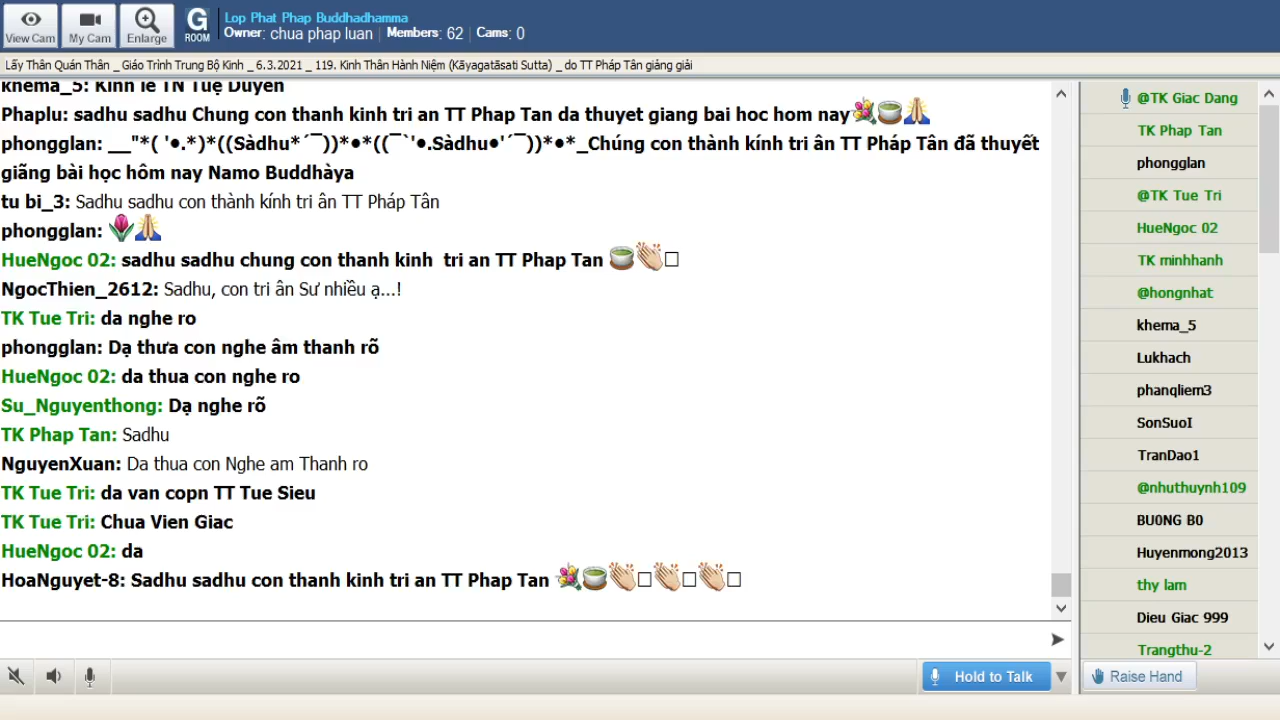 View Cam
My Cam
Enlarge
G
ROOM
Lop Phat Phap Buddhadhamma
Owner: chua phap luan | Members: 62 | Cams: 0
Lấy Thân Quán Thân _ Giáo Trình Trung Bộ Kinh _ 6.3.2021 _ 119. Kinh Thân Hành Niệm (Kāyagatāsati Sutta) _ do TT Pháp Tân giảng giải
khema_5: Kính lễ TN Tuệ Duyên
Phaplu: sadhu sadhu Chung con thanh kinh tri an TT Phap Tan da thuyet giang bai hoc hom nay💐🍵🙏
phongglan: __"*( '•.*)*((Sàdhu*´¯))*•*((¯`'•.Sàdhu•'´¯))*•*_Chúng con thành kính tri ân TT Pháp Tân đã thuyết
giãng bài học hôm nay Namo Buddhàya
tu bi_3: Sadhu sadhu con thành kính tri ân TT Pháp Tân
phongglan: 🌷🙏
HueNgoc 02: sadhu sadhu chung con thanh kinh  tri an TT Phap Tan 🍵👏□
NgocThien_2612: Sadhu, con tri ân Sư nhiều ạ...!
TK Tue Tri: da nghe ro
phongglan: Dạ thưa con nghe âm thanh rõ
HueNgoc 02: da thua con nghe ro
Su_Nguyenthong: Dạ nghe rõ
TK Phap Tan: Sadhu
NguyenXuan: Da thua con Nghe am Thanh ro
TK Tue Tri: da van copn TT Tue Sieu
TK Tue Tri: Chua Vien Giac
HueNgoc 02: da
HoaNguyet-8: Sadhu sadhu con thanh kinh tri an TT Phap Tan 💐🍵👏□👏□👏□
Hold to Talk
@TK Giac Dang
TK Phap Tan
phongglan
@TK Tue Tri
HueNgoc 02
TK minhhanh
@hongnhat
khema_5
Lukhach
phanqliem3
SonSuoI
TranDao1
@nhuthuynh109
BU0NG B0
Huyenmong2013
thy lam
Dieu Giac 999
Trangthu-2
Raise Hand